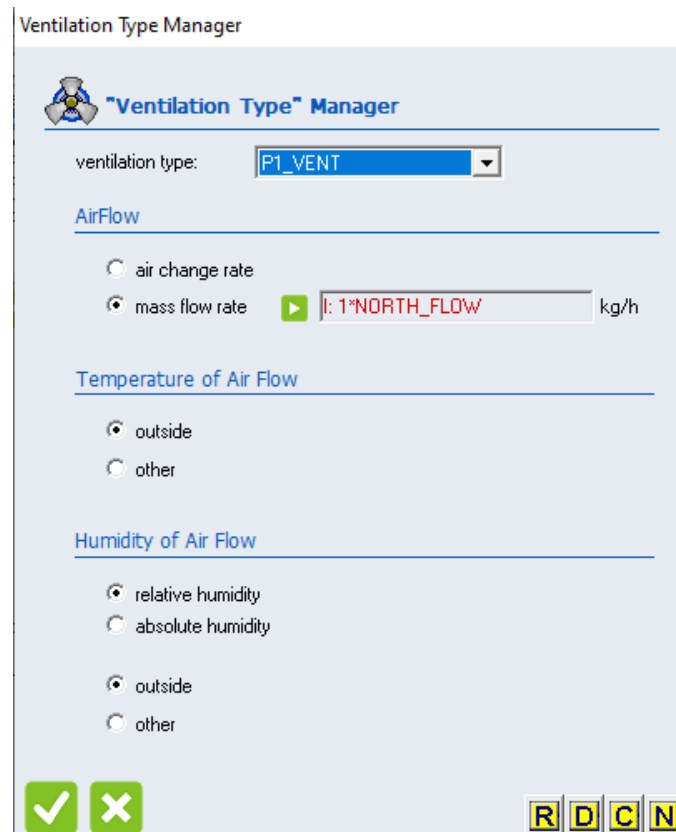 Ventilation Type Manager
"Ventilation Type" Manager
ventilation type: P1_VENT
AirFlow
air change rate
mass flow rate I: 1*NORTH_FLOW kg/h
Temperature of Air Flow
outside
other
Humidity of Air Flow
relative humidity
absolute humidity
outside
other
R D C N